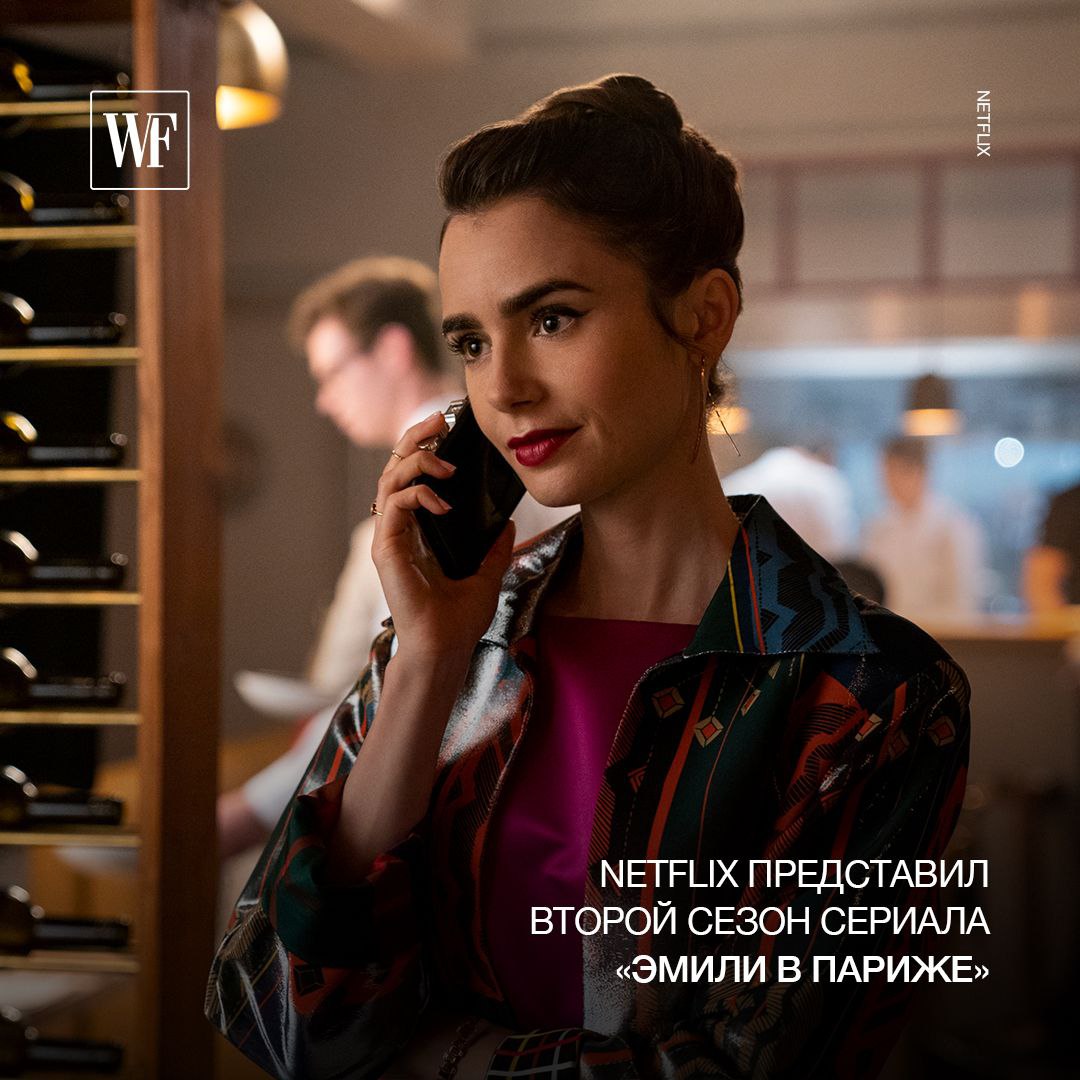 WF
NETFLIX
NETFLIX ПРЕДСТАВИЛ
ВТОРОЙ СЕЗОН СЕРИАЛА
«ЭМИЛИ В ПАРИЖЕ»